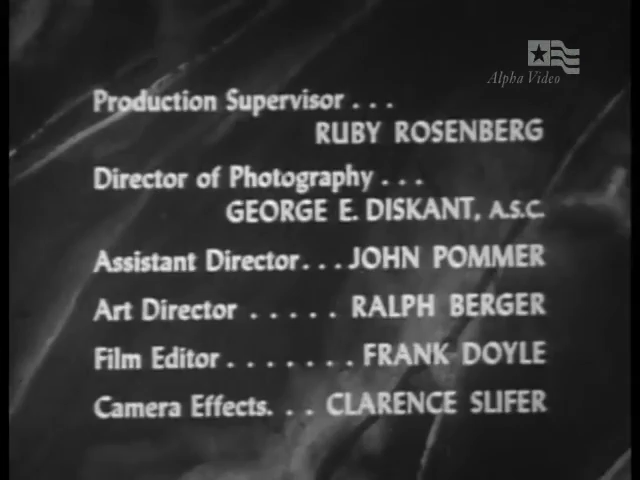 Alpha Video
Production Supervisor . . .
RUBY ROSENBERG
Director of Photography . . .
GEORGE E. DISKANT, A.S.C.
Assistant Director. . . JOHN POMMER
Art Director . . . . . RALPH BERGER
Film Editor . . . . . . . FRANK DOYLE
Camera Effects. . . CLARENCE SLIFER